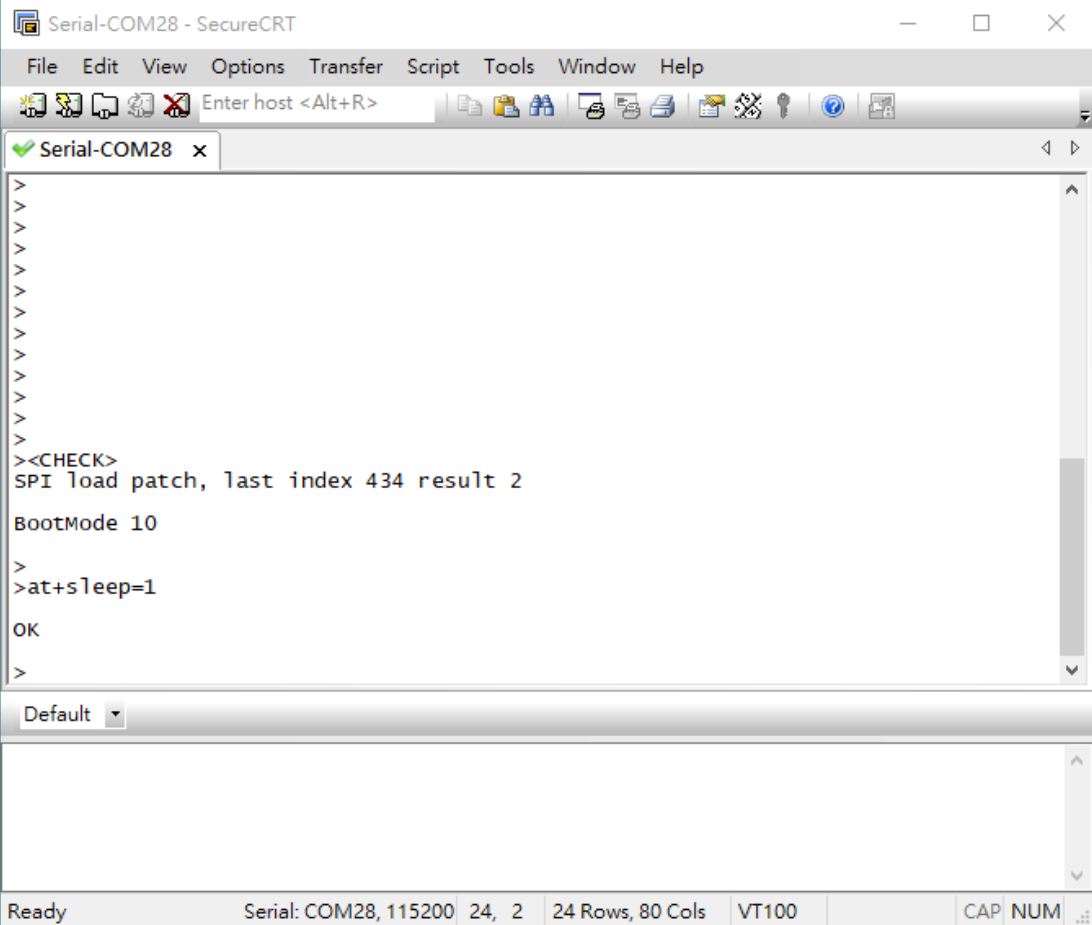 Serial-COM28 - SecureCRT
File Edit View Options Transfer Script Tools Window Help
Enter host <Alt+R>
Serial-COM28 x
>
>
>
>
>
>
>
>
>
>
>
>
>
><CHECK>
SPI load patch, last index 434 result 2
BootMode 10
>
>at+sleep=1
OK
>
Default
Ready Serial: COM28, 115200 24, 2 24 Rows, 80 Cols VT100 CAP NUM